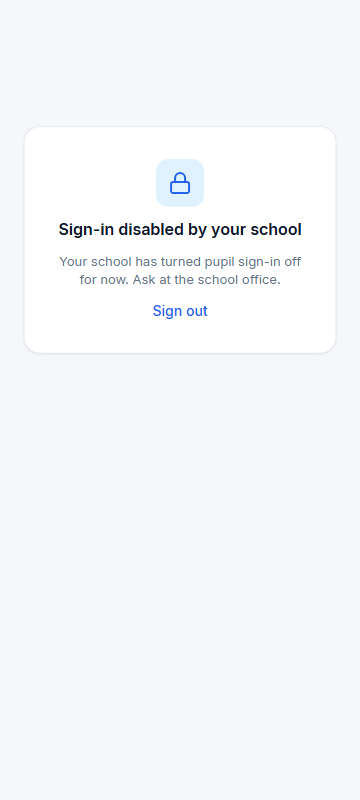 Sign-in disabled by your school
Your school has turned pupil sign-in off
for now. Ask at the school office.
Sign out